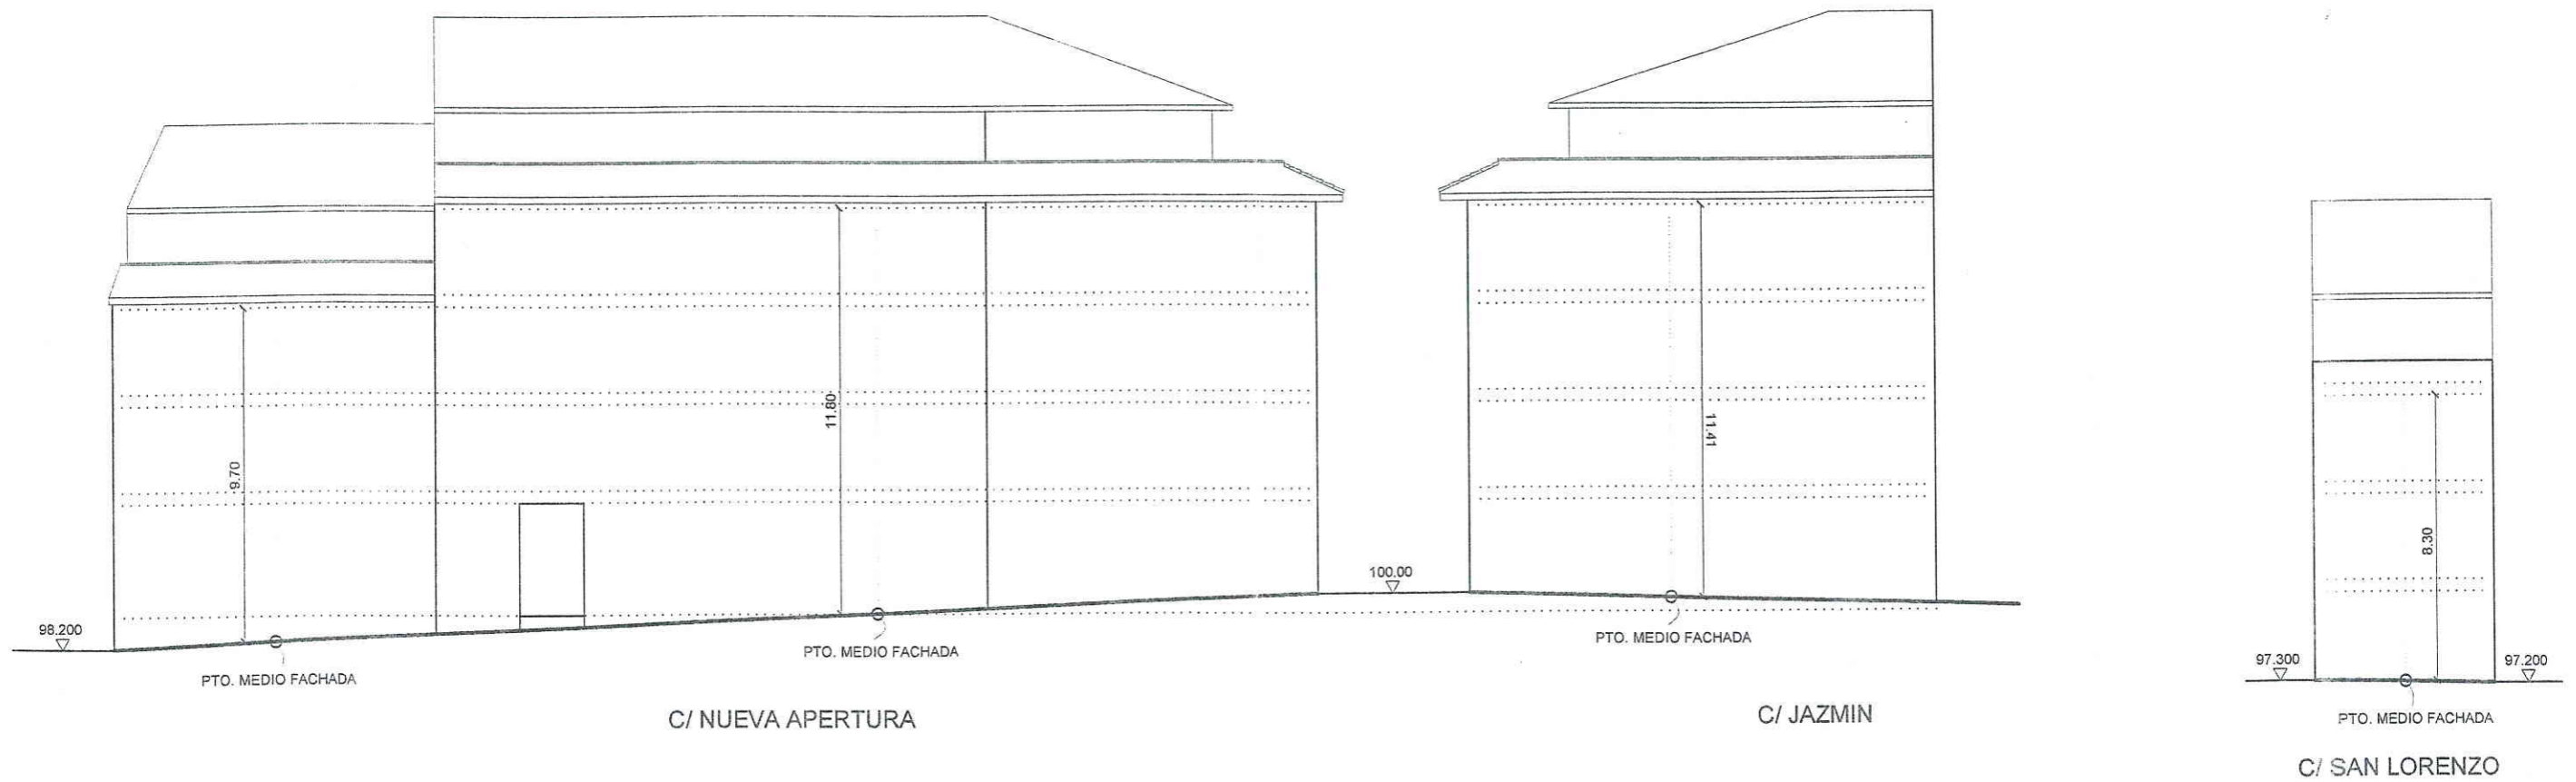 9.70
98.200
PTO. MEDIO FACHADA
11.80
PTO. MEDIO FACHADA
C/ NUEVA APERTURA
100.00
11.41
PTO. MEDIO FACHADA
C/ JAZMIN
8.30
97.300
97.200
PTO. MEDIO FACHADA
C/ SAN LORENZO